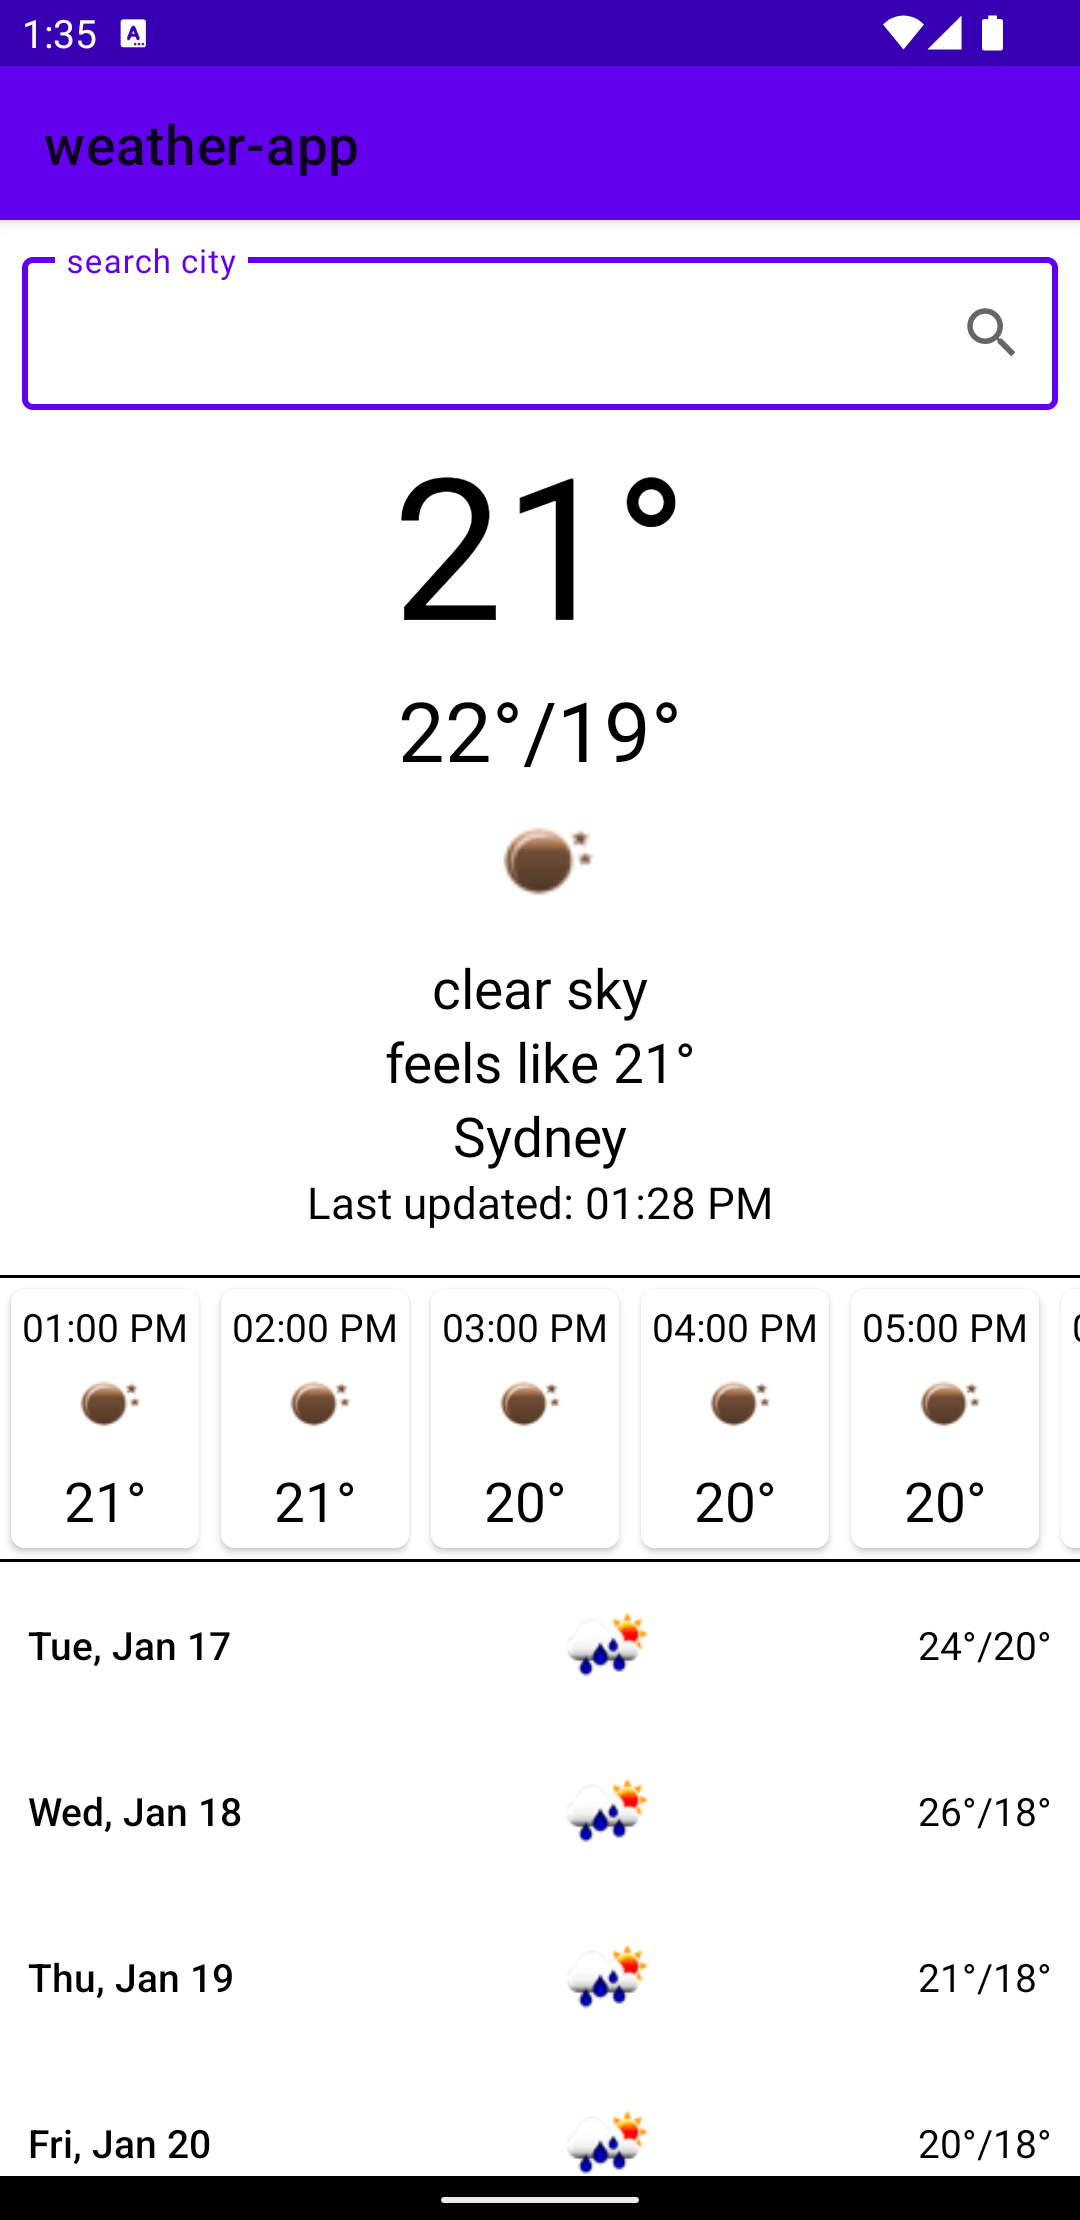 1:35
weather-app
search city
21°
22°/19°
clear sky
feels like 21°
Sydney
Last updated: 01:28 PM
01:00 PM 02:00 PM 03:00 PM 04:00 PM 05:00 PM
21° 21° 20° 20° 20°
Tue, Jan 17 24°/20°
Wed, Jan 18 26°/18°
Thu, Jan 19 21°/18°
Fri, Jan 20 20°/18°